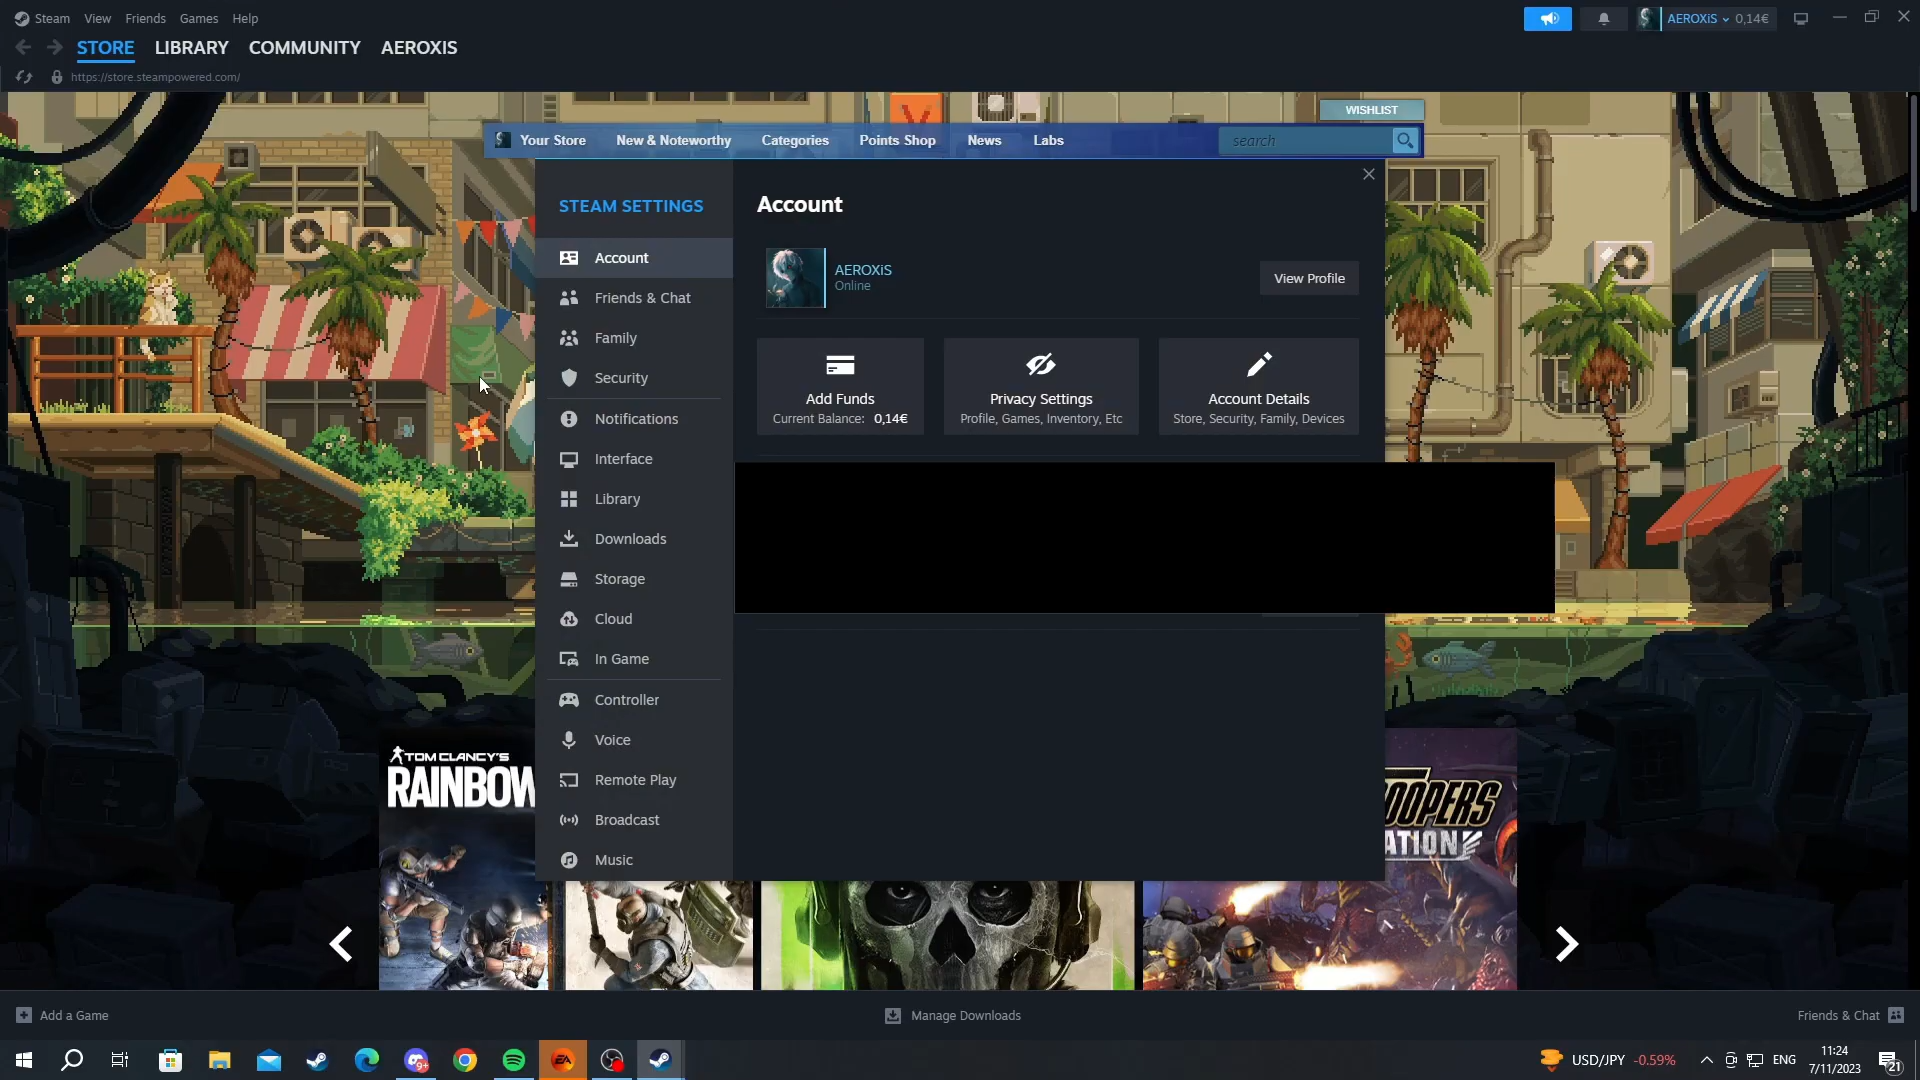 Steam View Friends Games Help
AEROXiS 0,14€
STORE LIBRARY COMMUNITY AEROXIS
https://store.steampowered.com/
WISHLIST
Your Store New & Noteworthy Categories Points Shop News Labs
search
STEAM SETTINGS
Account
Friends & Chat
Family
Security
Notifications
Interface
Library
Downloads
Storage
Cloud
In Game
Controller
Voice
Remote Play
Broadcast
Music
Account
AEROXiS
Online
View Profile
Add Funds
Current Balance: 0,14€
Privacy Settings
Profile, Games, Inventory, Etc
Account Details
Store, Security, Family, Devices
TOM CLANCY'S
RAINBOW
OOPERS
ATION
Add a Game
Manage Downloads
Friends & Chat
USD/JPY -0.59%
ENG
11:24
7/11/2023
21
9+
EA